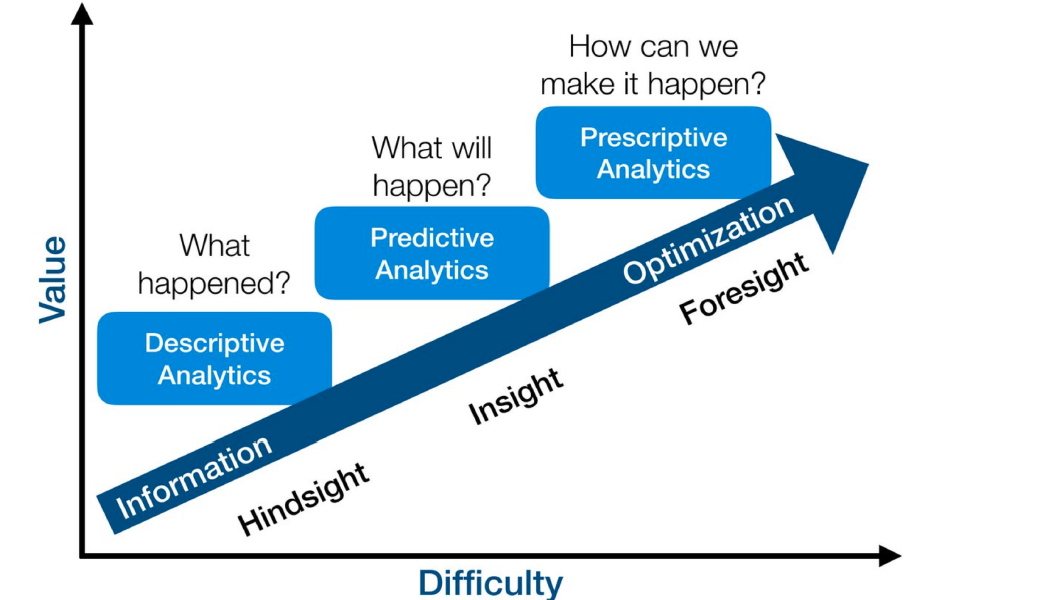 How can we
make it happen?
Prescriptive
Analytics
What will
happen?
Predictive
Analytics
What
happened?
Descriptive
Analytics
Value
Information
Optimization
Hindsight
Insight
Foresight
Difficulty